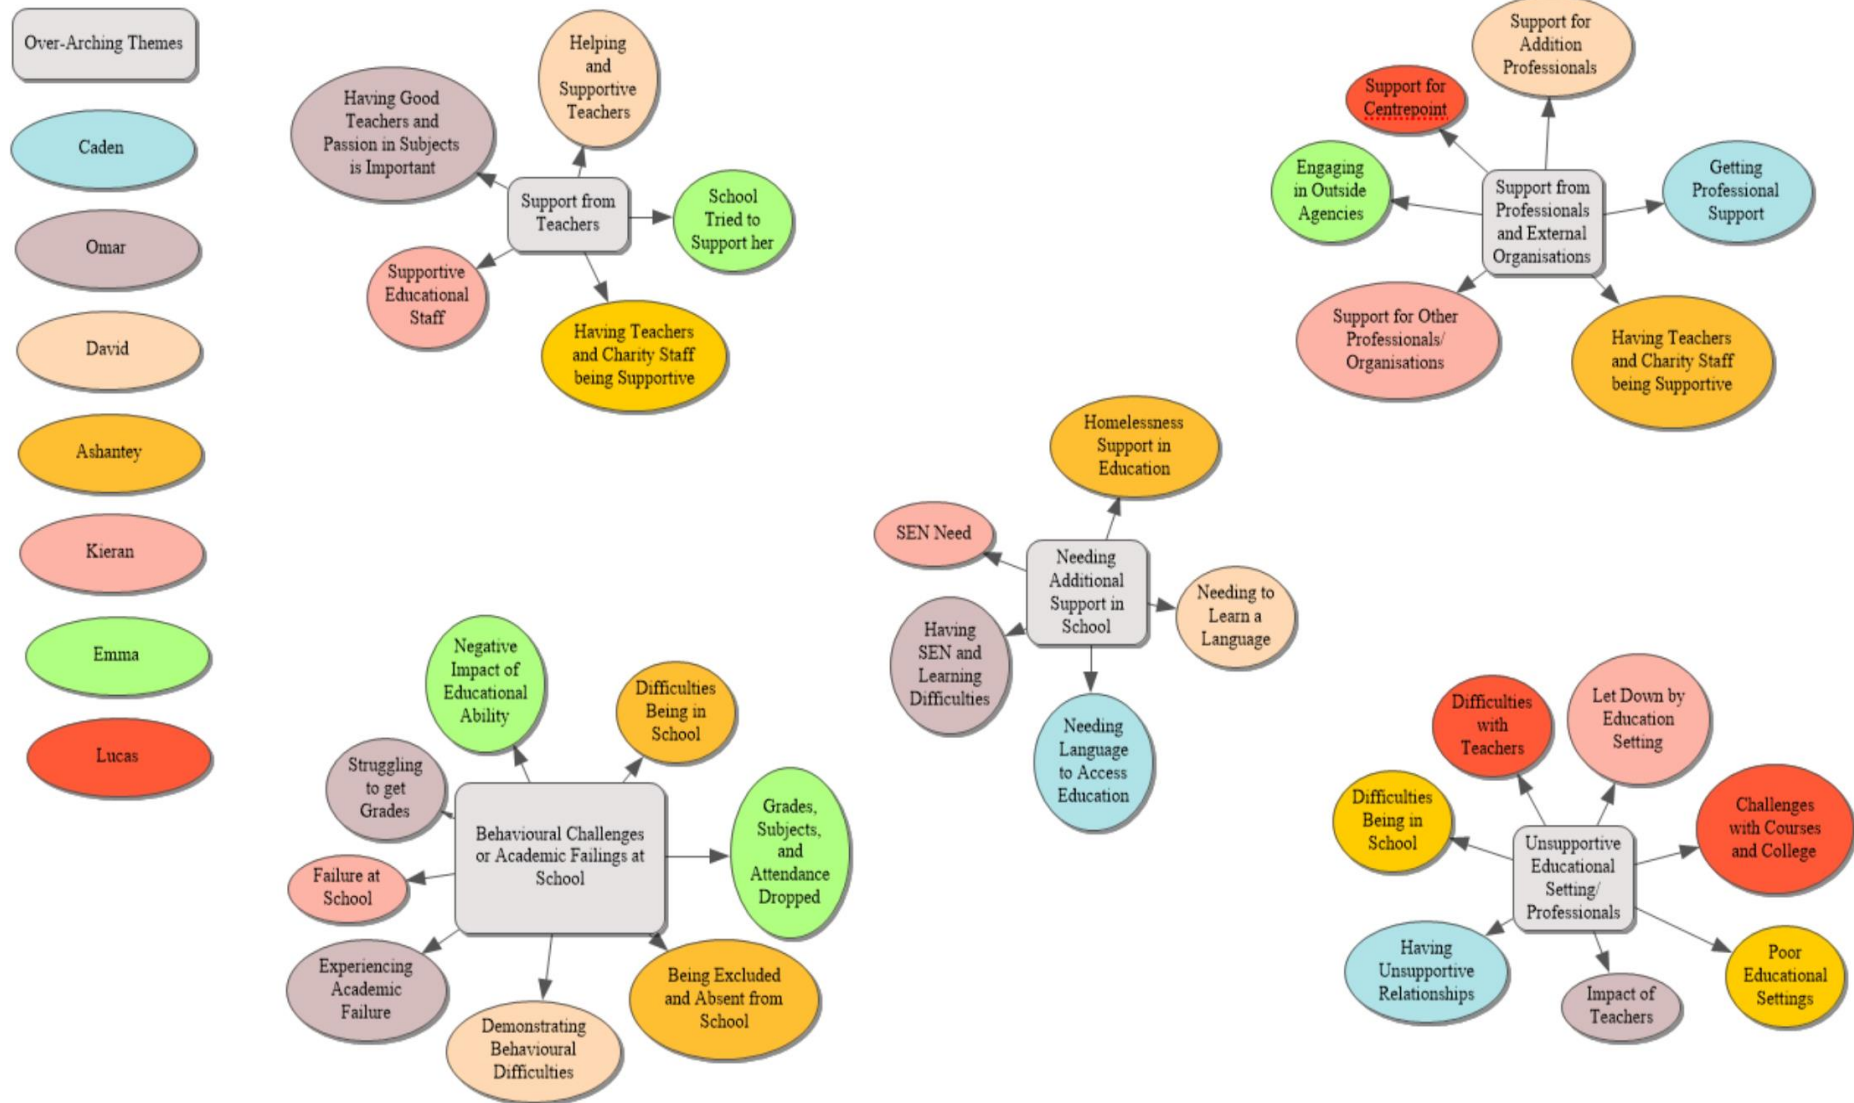 Over-Arching Themes
Caden
Omar
David
Ashantey
Kieran
Emma
Lucas
Having Good
Teachers and
Passion in Subjects
is Important
Helping
and
Supportive
Teachers
Support from
Teachers
School
Tried to
Support her
Supportive
Educational
Staff
Having Teachers
and Charity Staff
being Supportive
Support for
Addition
Professionals
Support for
Centrepoint
Engaging
in Outside
Agencies
Support from
Professionals
and External
Organisations
Getting
Professional
Support
Support for Other
Professionals/
Organisations
Having Teachers
and Charity Staff
being Supportive
Homelessness
Support in
Education
SEN Need
Needing
Additional
Support in
School
Needing to
Learn a
Language
Having
SEN and
Learning
Difficulties
Needing
Language
to Access
Education
Negative
Impact of
Educational
Ability
Difficulties
Being in
School
Struggling
to get
Grades
Behavioural Challenges
or Academic Failings at
School
Grades,
Subjects,
and
Attendance
Dropped
Failure at
School
Experiencing
Academic
Failure
Demonstrating
Behavioural
Difficulties
Being Excluded
and Absent from
School
Difficulties
with
Teachers
Let Down by
Education
Setting
Difficulties
Being in
School
Unsupportive
Educational
Setting/
Professionals
Challenges
with Courses
and College
Having
Unsupportive
Relationships
Impact of
Teachers
Poor
Educational
Settings